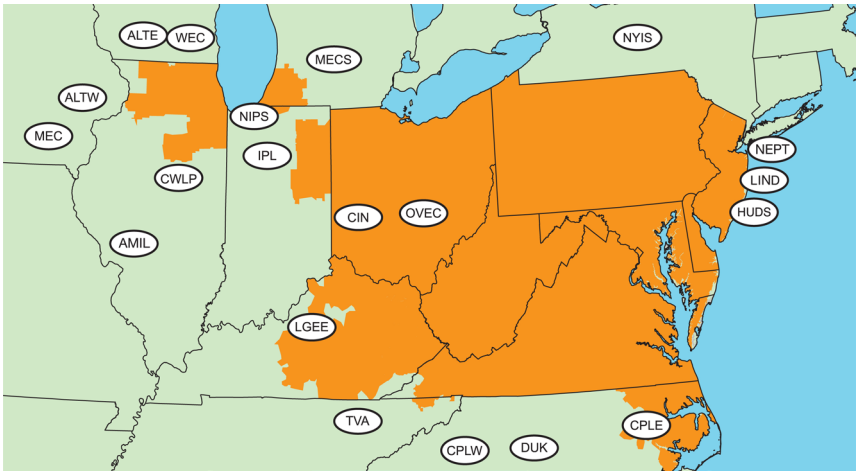 ALTE
WEC
NYIS
MECS
ALTW
NIPS
MEC
NEPT
IPL
CWLP
LIND
CIN
OVEC
HUDS
AMIL
LGEE
TVA
CPLE
CPLW
DUK